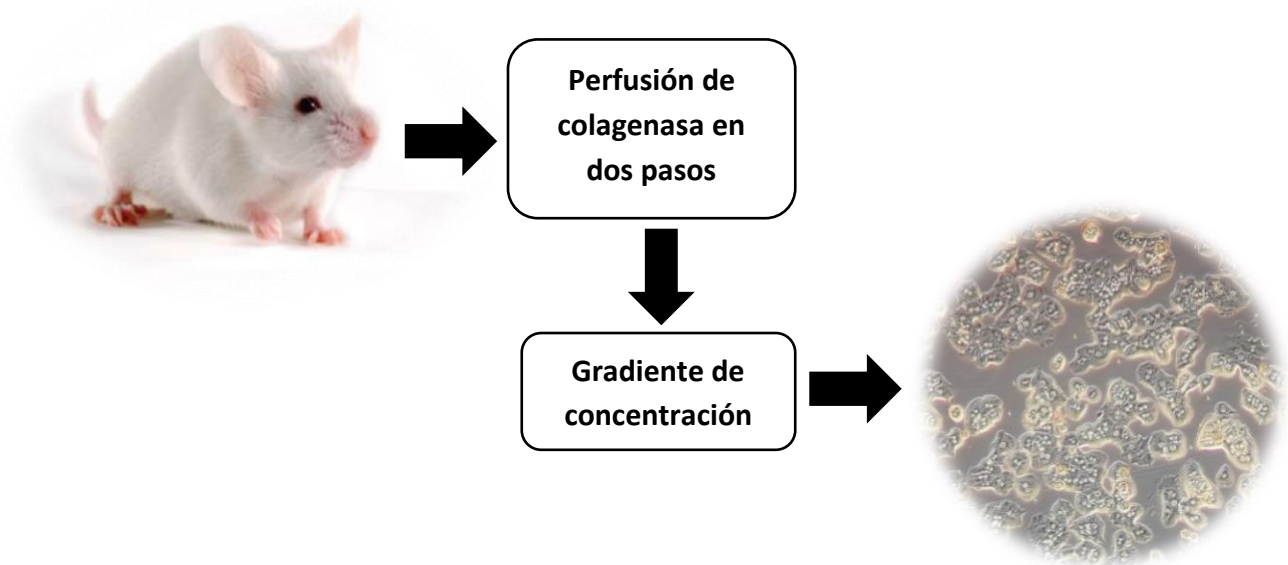 Perfusión de
colagenasa en
dos pasos
Gradiente de
concentración